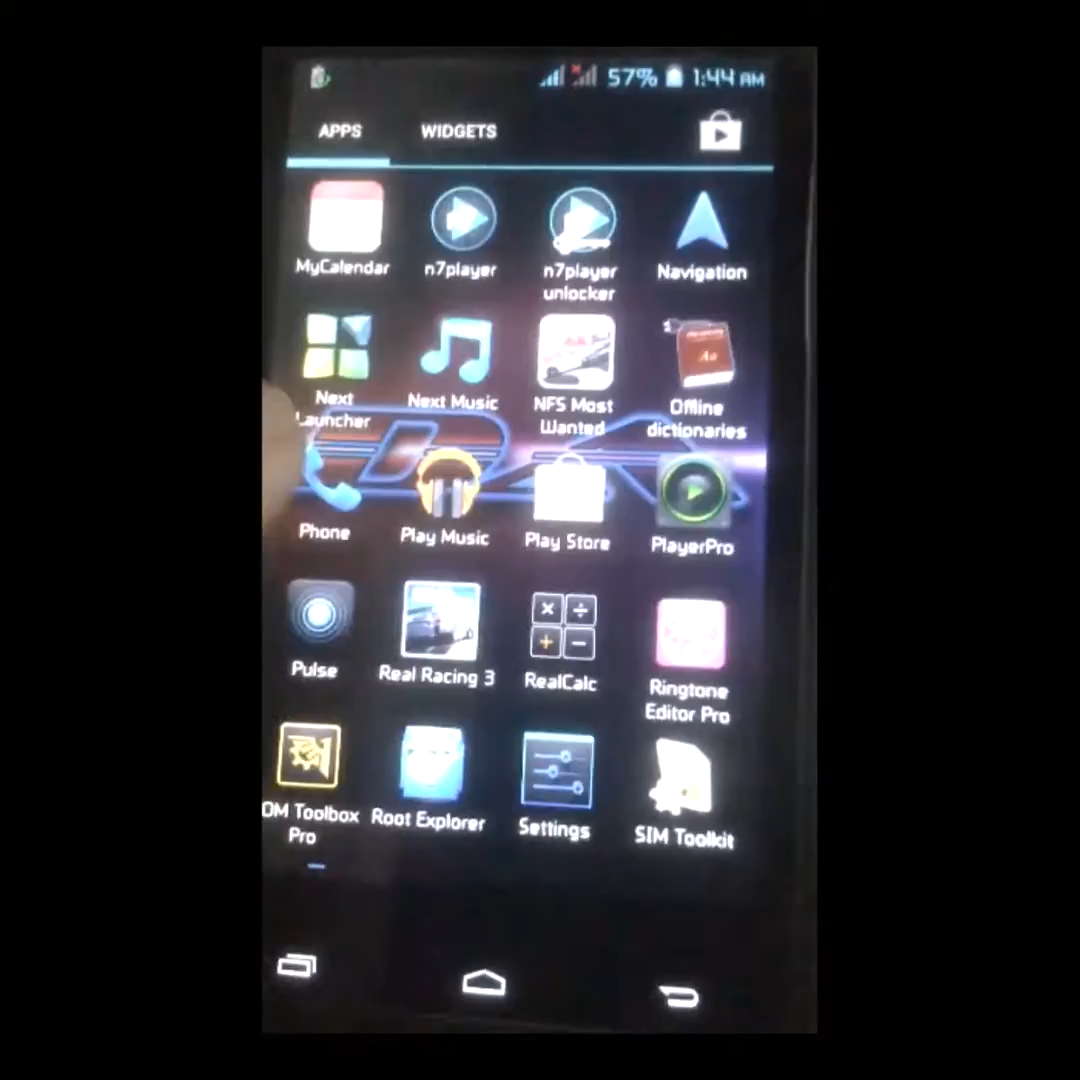 57% 1:44 AM
APPS WIDGETS
MyCalendar n7player n7player unlocker Navigation
Next Launcher Next Music NFS Most Wanted Offline dictionaries
Aa
Phone Play Music Play Store PlayerPro
Pulse Real Racing 3 RealCalc Ringtone Editor Pro
OM Toolbox Pro Root Explorer Settings SIM Toolkit